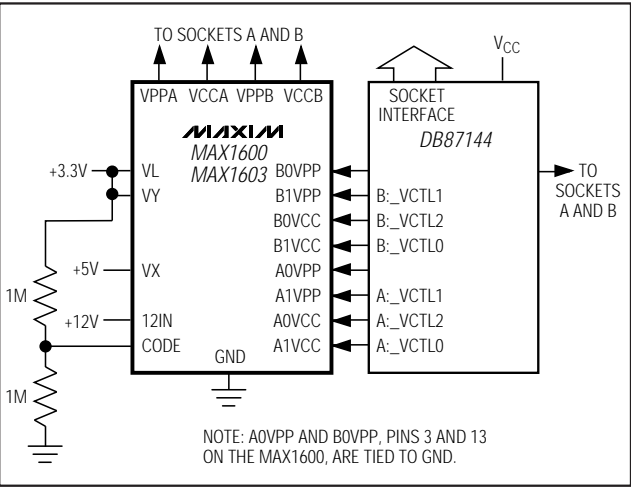 TO SOCKETS A AND B
VCC
VPPA VCCA VPPB VCCB
SOCKET
INTERFACE
DB87144
MAXIM
MAX1600
MAX1603
+3.3V
VL
VY
+5V
VX
+12V
12IN
CODE
GND
1M
1M
B0VPP
B1VPP
B0VCC
B1VCC
A0VPP
A1VPP
A0VCC
A1VCC
B:_VCTL1
B:_VCTL2
B:_VCTL0
A:_VCTL1
A:_VCTL2
A:_VCTL0
TO
SOCKETS
A AND B
NOTE: A0VPP AND B0VPP, PINS 3 AND 13
ON THE MAX1600, ARE TIED TO GND.